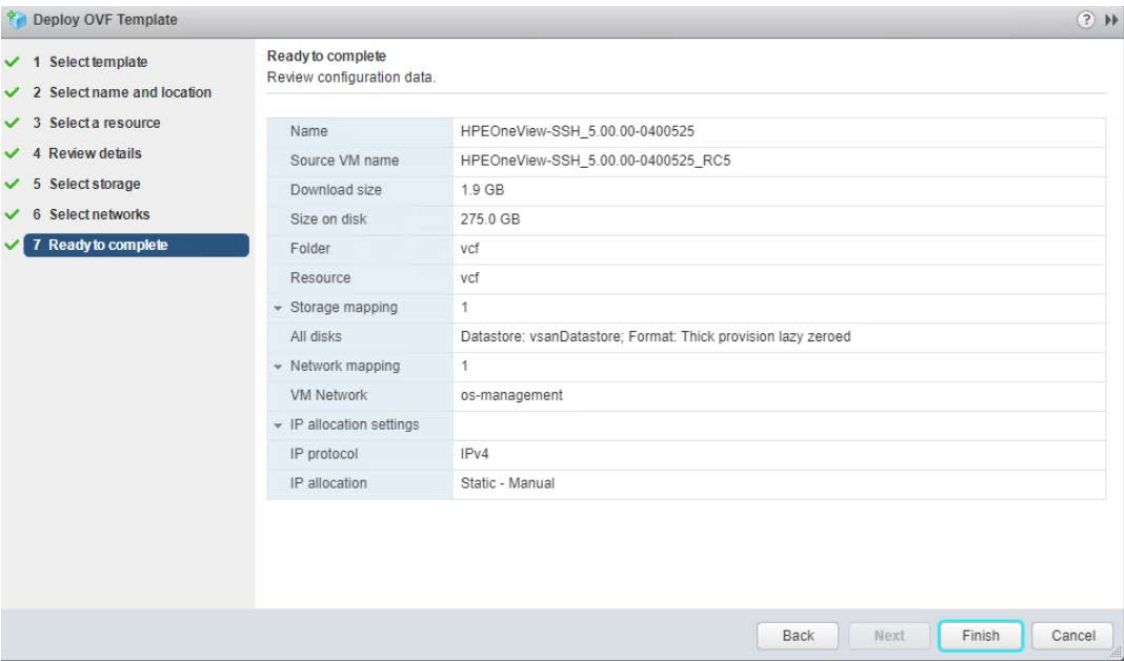 Deploy OVF Template
1 Select template
2 Select name and location
3 Select a resource
4 Review details
5 Select storage
6 Select networks
7 Ready to complete
Ready to complete
Review configuration data.
Name HPEOneView-SSH_5.00.00-0400525
Source VM name HPEOneView-SSH_5.00.00-0400525_RC5
Download size 1.9 GB
Size on disk 275.0 GB
Folder vcf
Resource vcf
Storage mapping 1
All disks Datastore: vsanDatastore; Format: Thick provision lazy zeroed
Network mapping 1
VM Network os-management
IP allocation settings
IP protocol IPv4
IP allocation Static - Manual
Back Next Finish Cancel